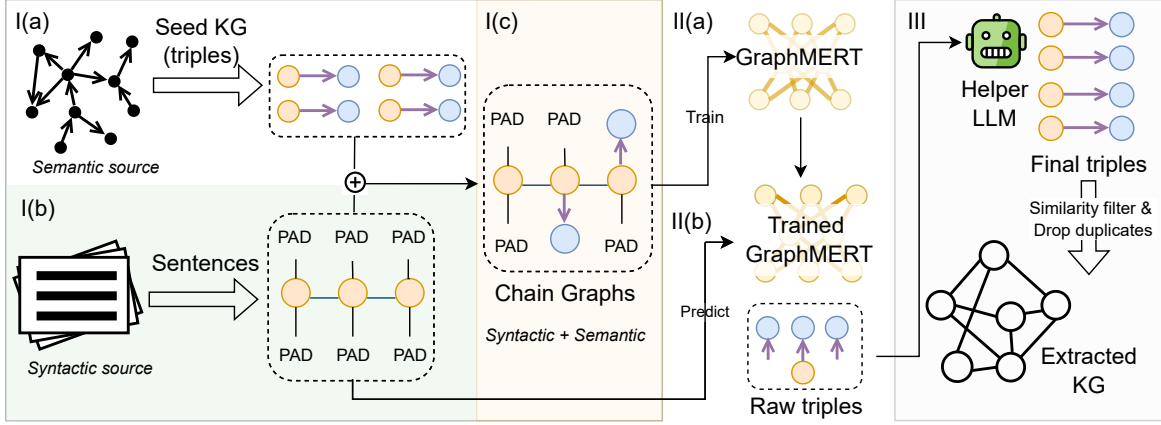 I(a)
Seed KG
(triples)
Semantic source
I(b)
Sentences
Syntactic source
PAD PAD PAD
PAD PAD PAD
I(c)
PAD PAD
PAD PAD
Chain Graphs
Syntactic + Semantic
II(a)
GraphMERT
Train
II(b)
Trained
GraphMERT
Predict
Raw triples
III
Helper
LLM
Final triples
Similarity filter &
Drop duplicates
Extracted
KG